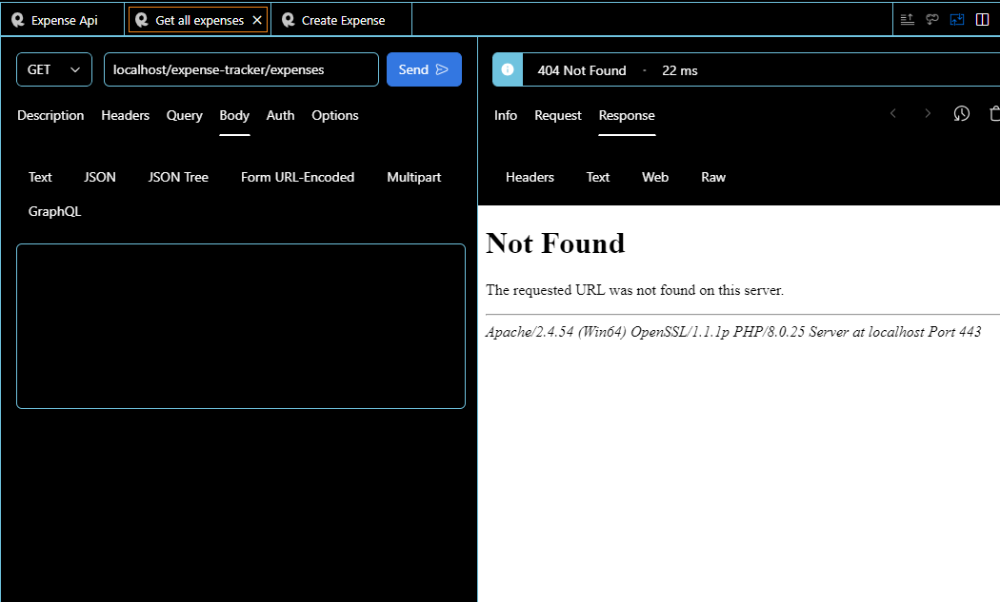 Expense Api
Get all expenses
Create Expense
GET
localhost/expense-tracker/expenses
Send
Description Headers Query Body Auth Options
Text JSON JSON Tree Form URL-Encoded Multipart
GraphQL
404 Not Found · 22 ms
Info Request Response
Headers Text Web Raw
Not Found
The requested URL was not found on this server.
Apache/2.4.54 (Win64) OpenSSL/1.1.1p PHP/8.0.25 Server at localhost Port 443